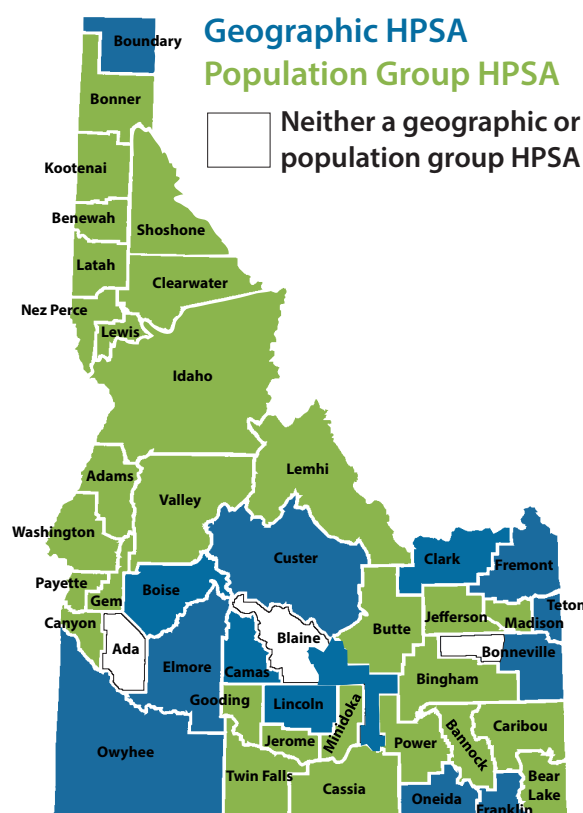 Geographic HPSA
Population Group HPSA
Neither a geographic or
population group HPSA
Boundary
Bonner
Kootenai
Benewah
Shoshone
Latah
Clearwater
Nez Perce
Lewis
Idaho
Lemhi
Adams
Valley
Washington
Custer
Clark
Fremont
Payette
Boise
Gem
Teton
Canyon
Jefferson
Madison
Butte
Ada
Blaine
Bonneville
Elmore
Camas
Bingham
Gooding
Lincoln
Minidoka
Caribou
Bannock
Jerome
Power
Owyhee
Twin Falls
Bear
Lake
Cassia
Oneida
Franklin